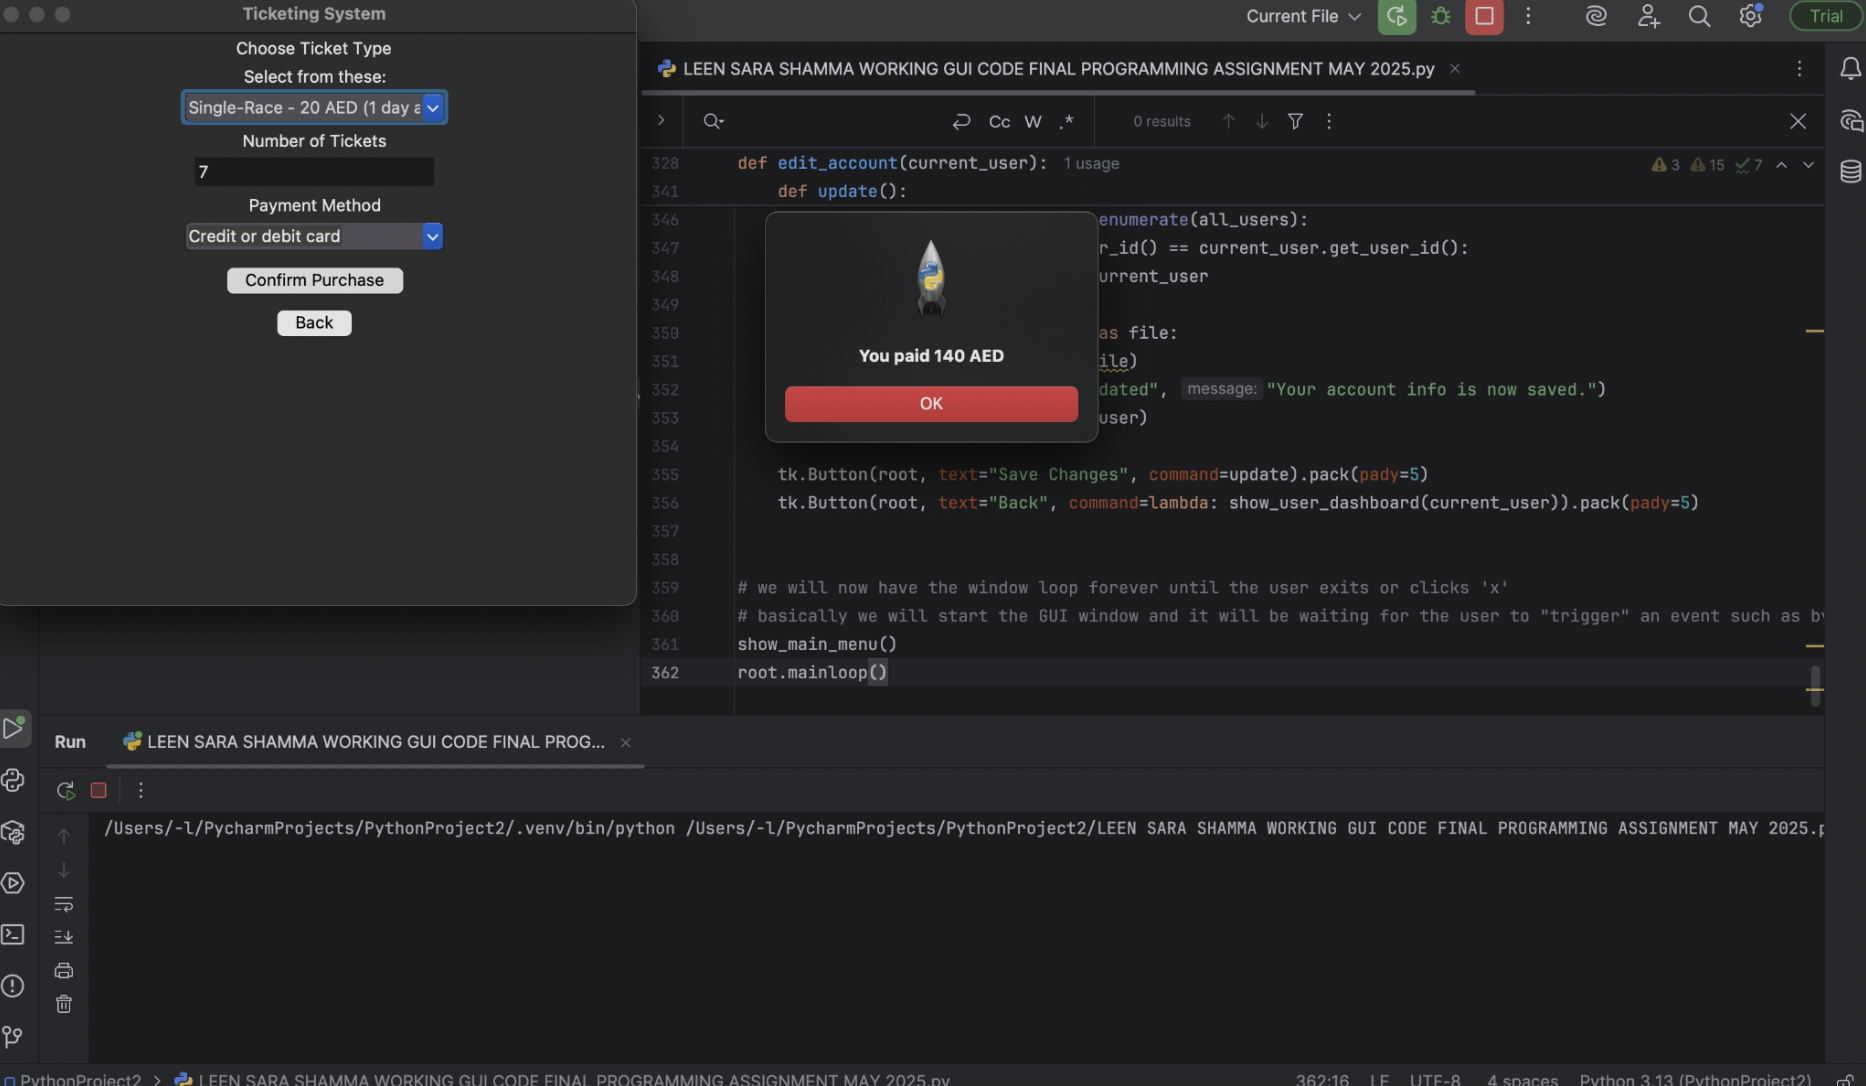 Ticketing System
Choose Ticket Type
Select from these:
Single-Race - 20 AED (1 day a
Number of Tickets
7
Payment Method
Credit or debit card
Confirm Purchase
Back
Current File
Trial
LEEN SARA SHAMMA WORKING GUI CODE FINAL PROGRAMMING ASSIGNMENT MAY 2025.py
Cc W .* 0 results
328 def edit_account(current_user): 1 usage
3 15 7
341 def update():
346 enumerate(all_users):
347 r_id() == current_user.get_user_id():
348 urrent_user
349
350 as file:
351 ile)
352 dated", message: "Your account info is now saved.")
353 user)
354
355 tk.Button(root, text="Save Changes", command=update).pack(pady=5)
356 tk.Button(root, text="Back", command=lambda: show_user_dashboard(current_user)).pack(pady=5)
357
358
359 # we will now have the window loop forever until the user exits or clicks 'x'
360 # basically we will start the GUI window and it will be waiting for the user to "trigger" an event such as by
361 show_main_menu()
362 root.mainloop()
You paid 140 AED
OK
Run LEEN SARA SHAMMA WORKING GUI CODE FINAL PROG...
/Users/-l/PycharmProjects/PythonProject2/.venv/bin/python /Users/-l/PycharmProjects/PythonProject2/LEEN SARA SHAMMA WORKING GUI CODE FINAL PROGRAMMING ASSIGNMENT MAY 2025.p
PythonProject2 > LEEN SARA SHAMMA WORKING GUI CODE FINAL PROGRAMMING ASSIGNMENT MAY 2025.py
362:16 LF UTF-8 4 spaces Python 3.13 (PythonProject2)